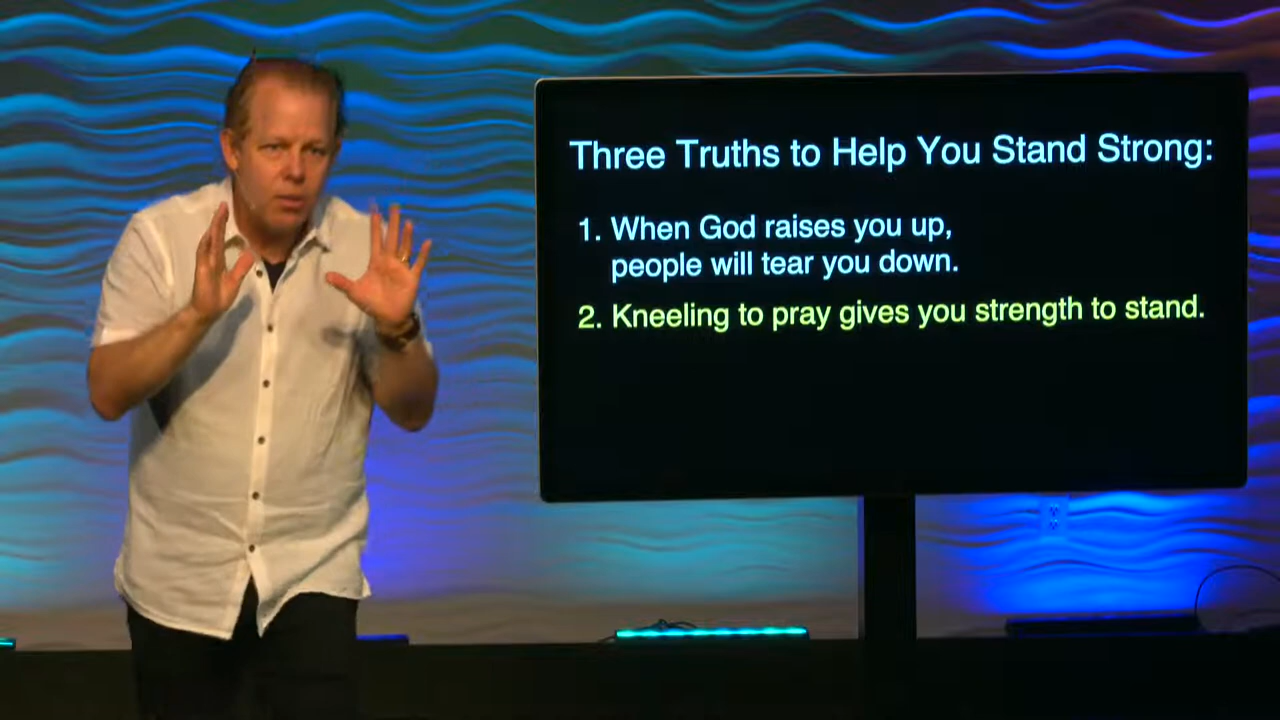 Three Truths to Help You Stand Strong:
1. When God raises you up,
people will tear you down.
2. Kneeling to pray gives you strength to stand.